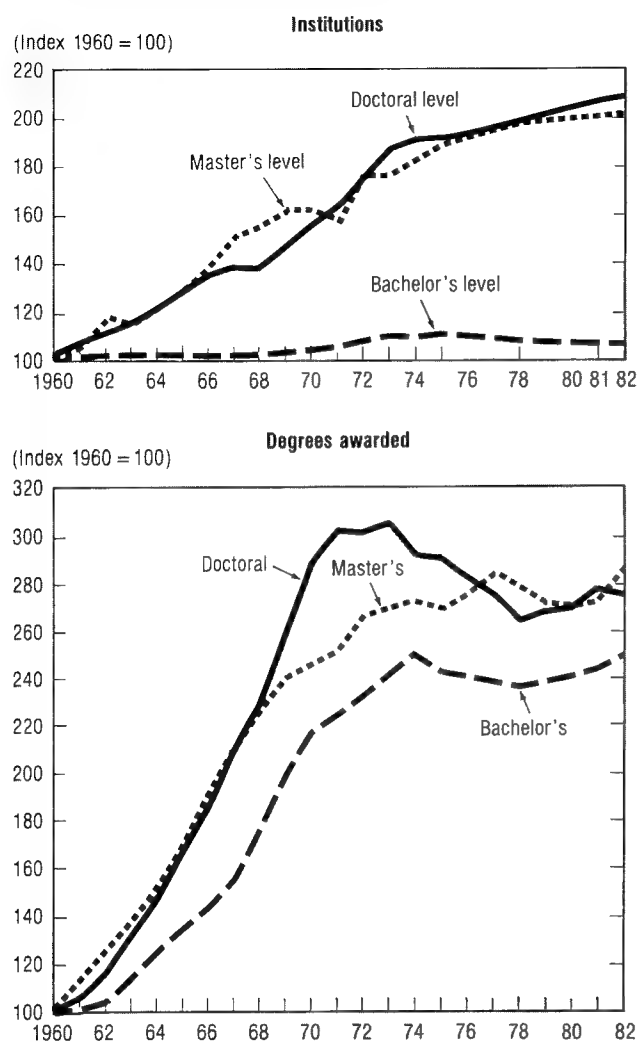 Institutions
(Index 1960 = 100)
220
200
180
160
140
120
100
Doctoral level
Master's level
Bachelor's level
1960 62 64 66 68 70 72 74 76 78 80 81 82
Degrees awarded
(Index 1960 = 100)
320
300
280
260
240
220
200
180
160
140
120
100
Doctoral
Master's
Bachelor's
1960 62 64 66 68 70 72 74 76 78 80 82